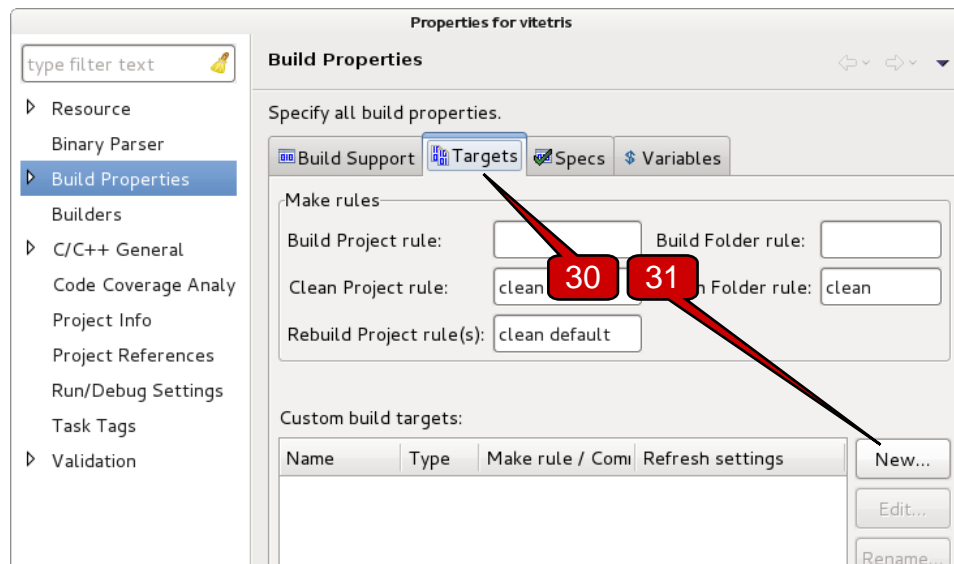 Properties for vitetris
type filter text
Build Properties
Resource
Binary Parser
Build Properties
Builders
C/C++ General
Code Coverage Analy
Project Info
Project References
Run/Debug Settings
Task Tags
Validation
Specify all build properties.
Build Support Targets Specs $ Variables
Make rules
Build Project rule: Build Folder rule:
30 31
Clean Project rule: clean Folder rule: clean
Rebuild Project rule(s): clean default
Custom build targets:
Name Type Make rule / Com Refresh settings
New...
Edit...
Rename...